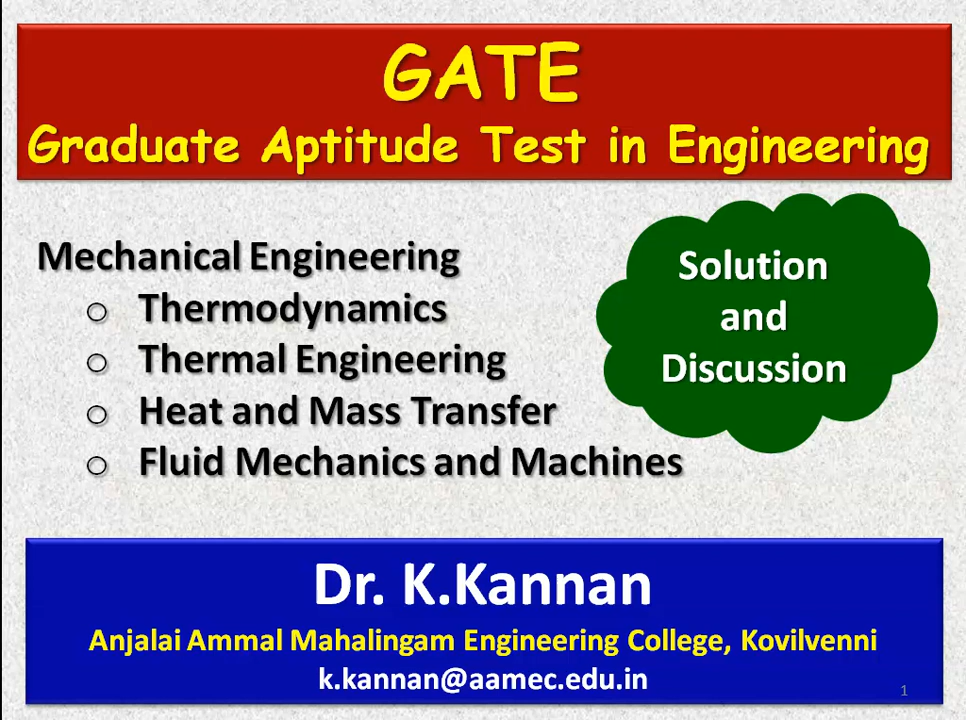 GATE
Graduate Aptitude Test in Engineering
Mechanical Engineering
o Thermodynamics
o Thermal Engineering
o Heat and Mass Transfer
o Fluid Mechanics and Machines
Solution
and
Discussion
Dr. K.Kannan
Anjalai Ammal Mahalingam Engineering College, Kovilvenni
k.kannan@aamec.edu.in
1